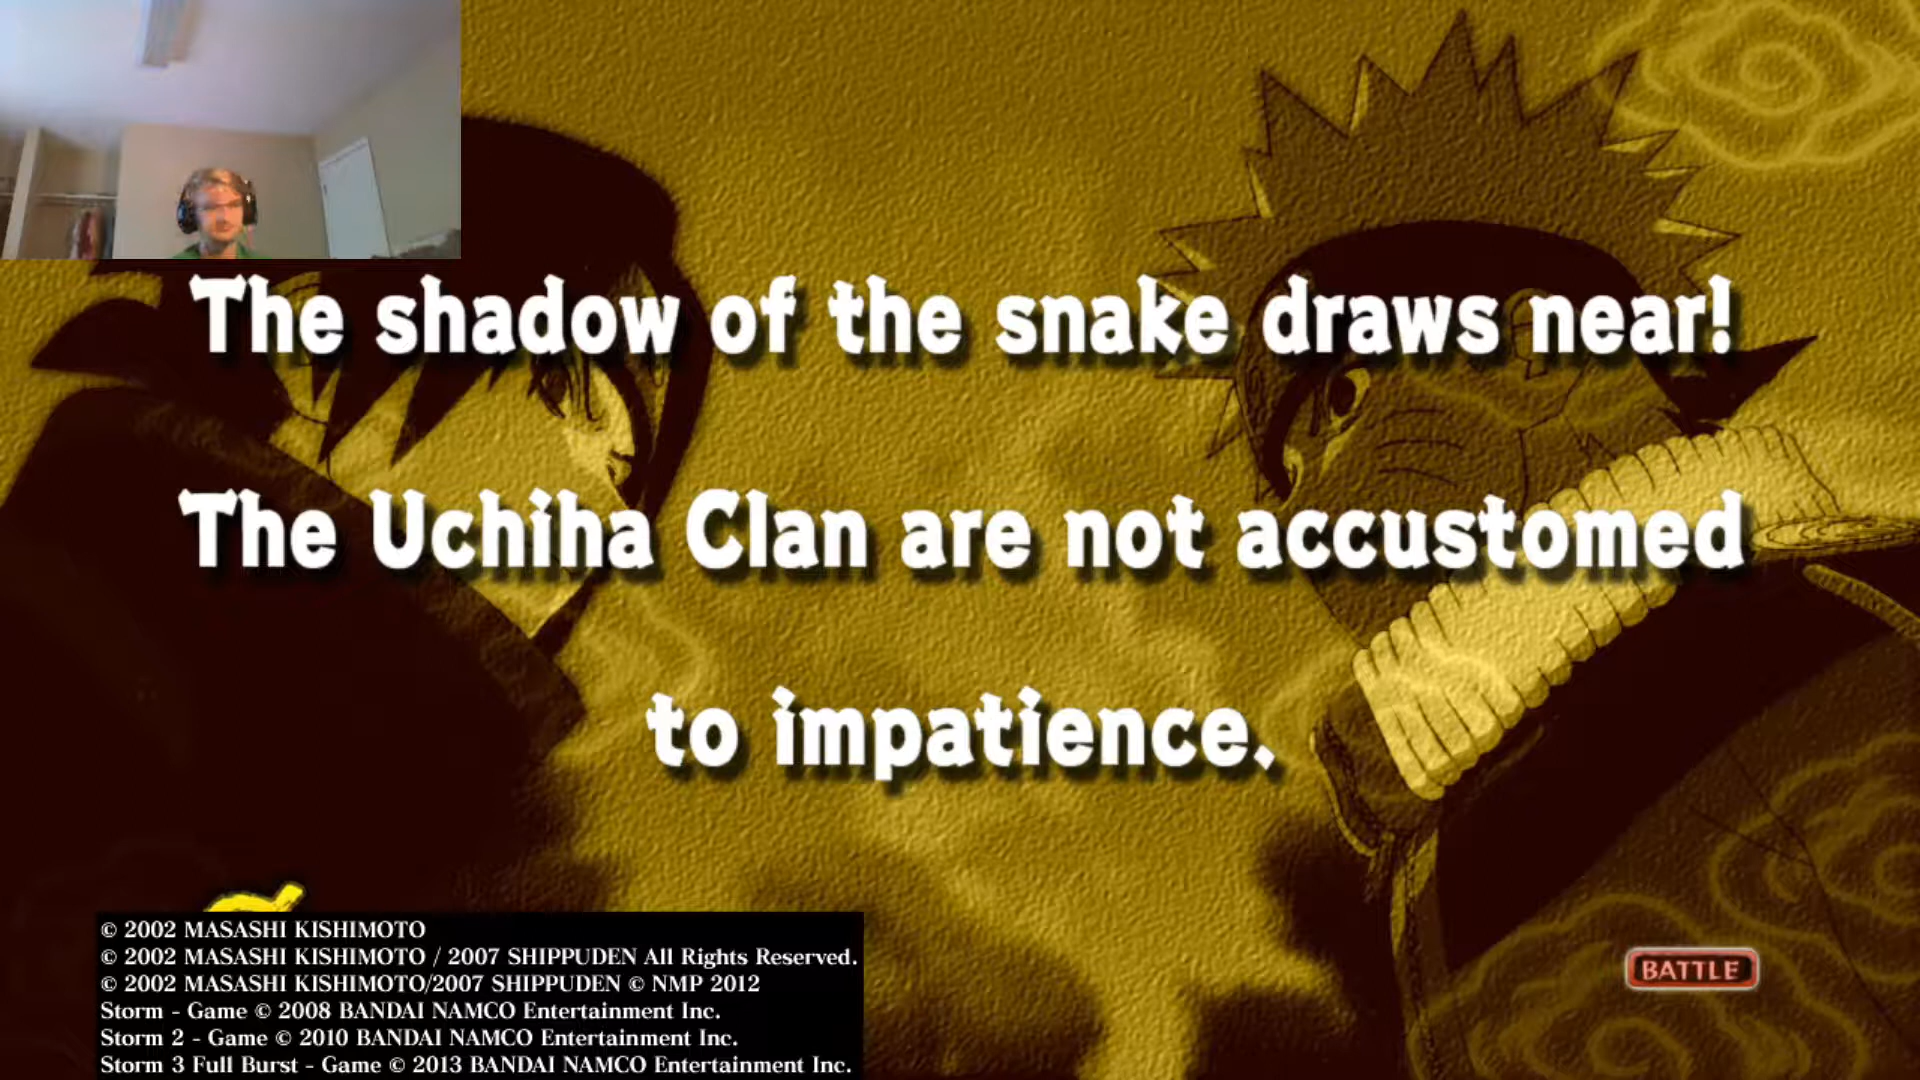 The shadow of the snake draws near!
The Uchiha Clan are not accustomed
to impatience.
© 2002 MASASHI KISHIMOTO
© 2002 MASASHI KISHIMOTO / 2007 SHIPPUDEN All Rights Reserved.
© 2002 MASASHI KISHIMOTO/2007 SHIPPUDEN © NMP 2012
Storm - Game © 2008 BANDAI NAMCO Entertainment Inc.
Storm 2 - Game © 2010 BANDAI NAMCO Entertainment Inc.
Storm 3 Full Burst - Game © 2013 BANDAI NAMCO Entertainment Inc.
BATTLE